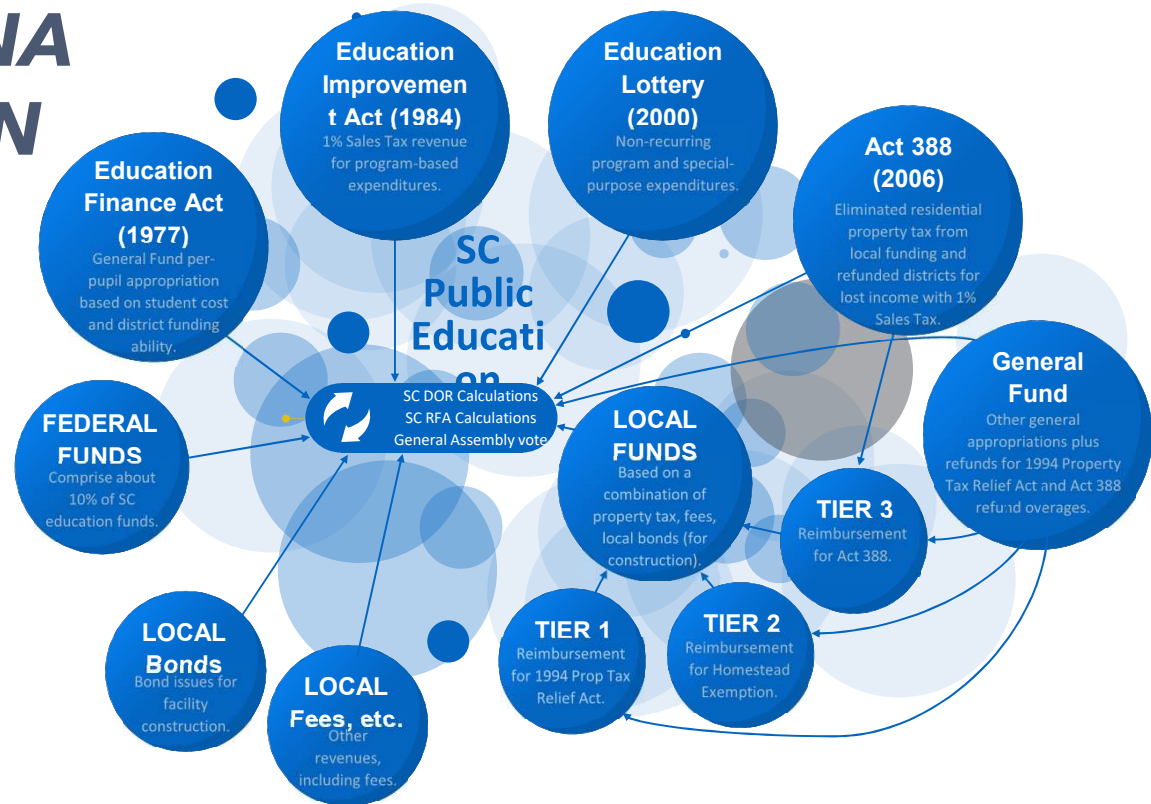 NA
N
Education
Improvemen
t Act (1984)
1% Sales Tax revenue
for program-based
expenditures.
Education
Lottery
(2000)
Non-recurring
program and special-
purpose expenditures.
Education
Finance Act
(1977)
General Fund per-
pupil appropriation
based on student cost
and district funding
ability.
Act 388
(2006)
Eliminated residential
property tax from
local funding and
refunded districts for
lost income with 1%
Sales Tax.
SC
Public
Educati
on
SC DOR Calculations
SC RFA Calculations
General Assembly vote
General
Fund
Other general
appropriations plus
refunds for 1994 Property
Tax Relief Act and Act 388
refund overages.
FEDERAL
FUNDS
Comprise about
10% of SC
education funds.
LOCAL
FUNDS
Based on a
combination of
property tax, fees,
local bonds (for
construction).
TIER 3
Reimbursement
for Act 388.
LOCAL
Bonds
Bond issues for
facility
construction.
LOCAL
Fees, etc.
Other
revenues,
including fees.
TIER 1
Reimbursement
for 1994 Prop Tax
Relief Act.
TIER 2
Reimbursement
for Homestead
Exemption.